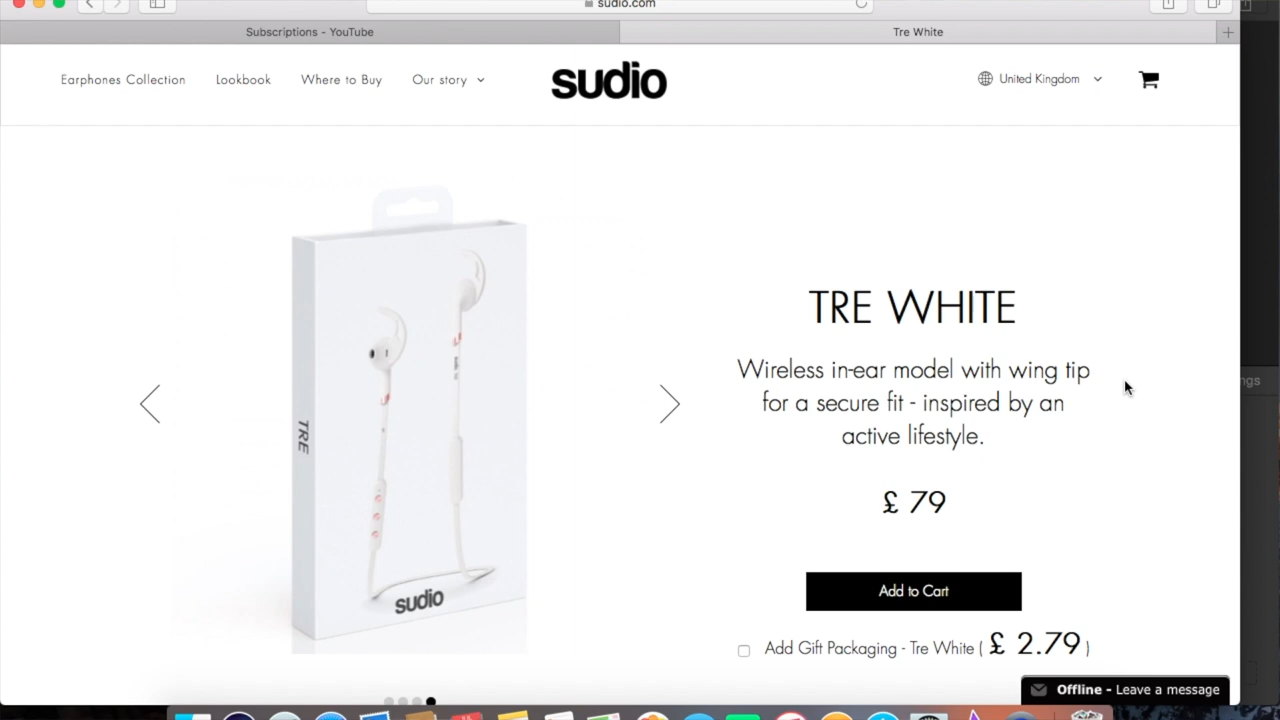 sudio.com
Subscriptions - YouTube
Tre White
Earphones Collection
Lookbook
Where to Buy
Our story
sudio
United Kingdom
TRE
sudio
TRE WHITE
Wireless in-ear model with wing tip
for a secure fit - inspired by an
active lifestyle.
£ 79
Add to Cart
Add Gift Packaging - Tre White ( £ 2.79 )
Offline - Leave a message